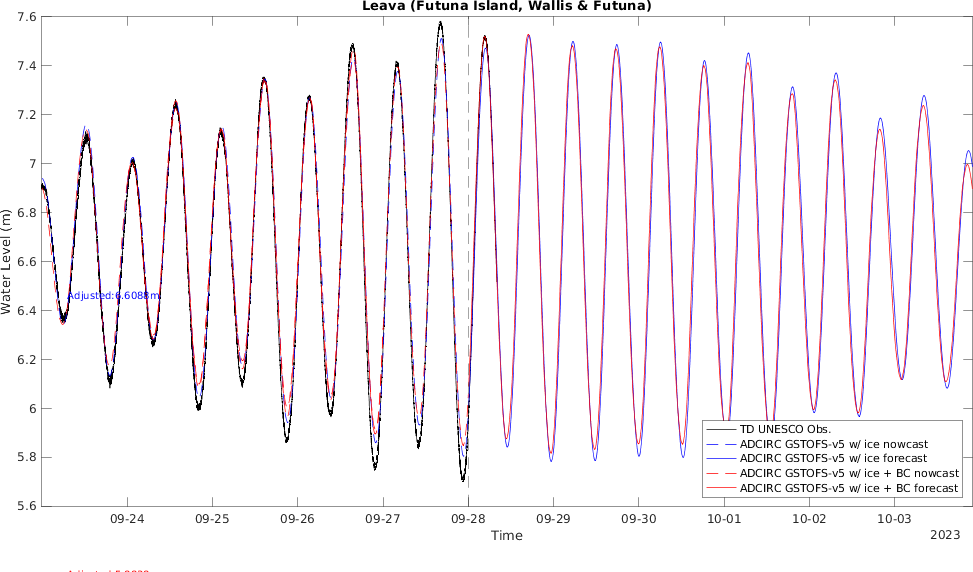 Leava (Futuna Island, Wallis & Futuna)
7.6
7.4
7.2
7
6.8
6.6
6.4
6.2
6
5.8
5.6
Water Level (m)
Adjusted:6.6088m
TD UNESCO Obs.
ADCIRC GSTOFS-v5 w/ ice nowcast
ADCIRC GSTOFS-v5 w/ ice forecast
ADCIRC GSTOFS-v5 w/ ice + BC nowcast
ADCIRC GSTOFS-v5 w/ ice + BC forecast
09-24 09-25 09-26 09-27 09-28 09-29 09-30 10-01 10-02 10-03
Time
2023